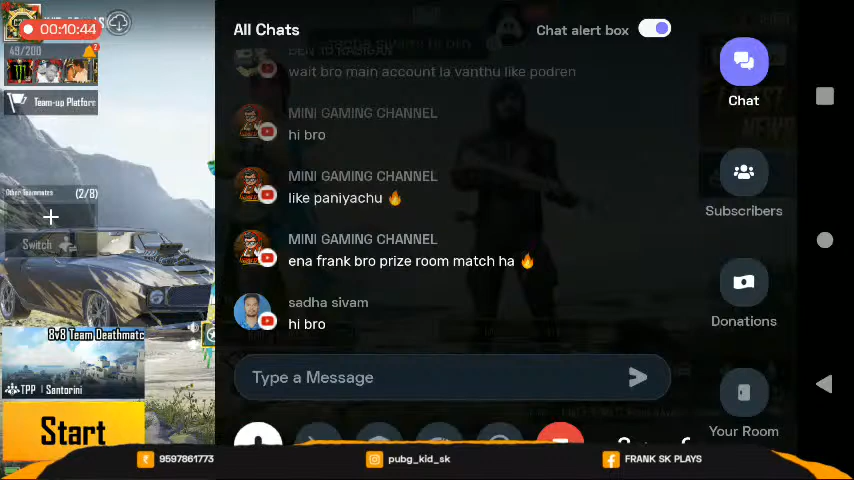 00:10:44
49/200
2
Team-up Platform
Other Teammates
(2/8)
Switch
8v8 Team Deathmatc
TPP | Santorini
Start
All Chats
Chat alert box
wait bro main account la vanthu like podren
MINI GAMING CHANNEL
hi bro
MINI GAMING CHANNEL
like paniyachu 🔥
MINI GAMING CHANNEL
ena frank bro prize room match ha 🔥
sadha sivam
hi bro
Type a Message
Chat
Subscribers
Donations
Your Room
9597861773
pubg_kid_sk
FRANK SK PLAYS